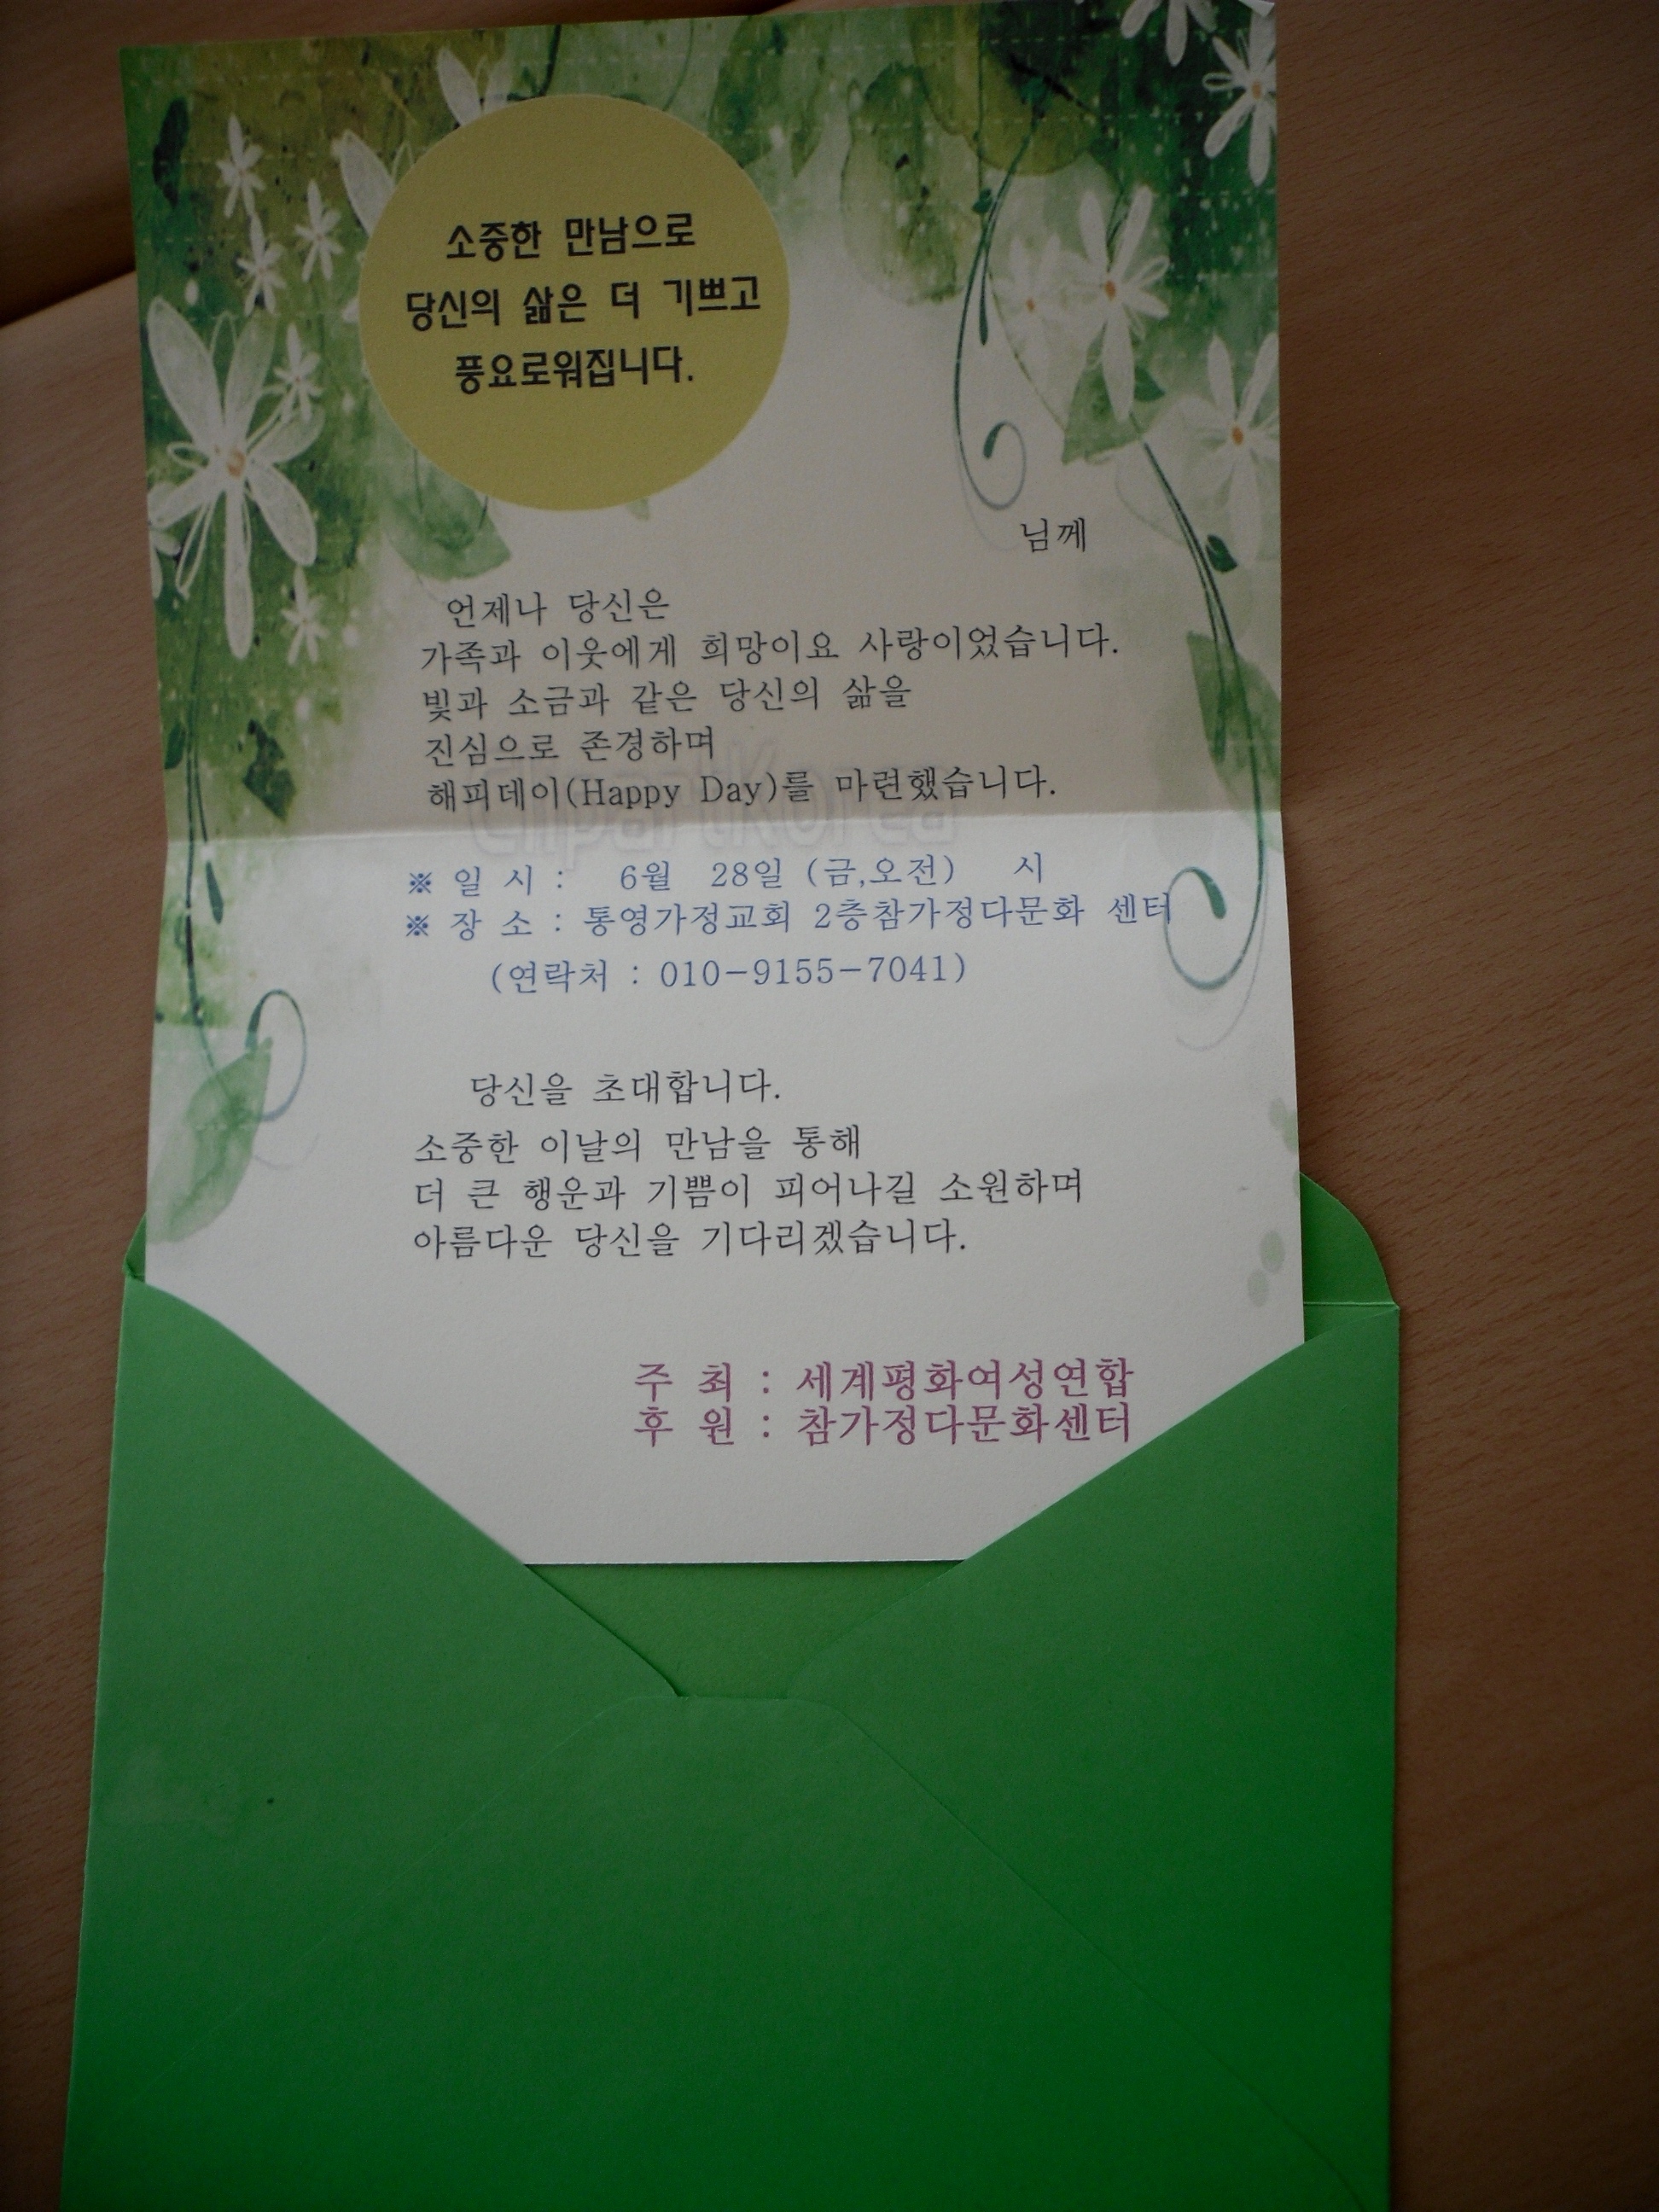 소중한 만남으로
당신의 삶은 더 기쁘고
풍요로워집니다.
님께
언제나 당신은
가족과 이웃에게 희망이요 사랑이었습니다.
빛과 소금과 같은 당신의 삶을
진심으로 존경하며
해피데이(Happy Day)를 마련했습니다.
ClipartKorea
※ 일 시 : 6월 28일 (금,오전) 시
※ 장 소 : 통영가정교회 2층참가정다문화 센터
(연락처 : 010-9155-7041)
당신을 초대합니다.
소중한 이날의 만남을 통해
더 큰 행운과 기쁨이 피어나길 소원하며
아름다운 당신을 기다리겠습니다.
주 최 : 세계평화여성연합
후 원 : 참가정다문화센터